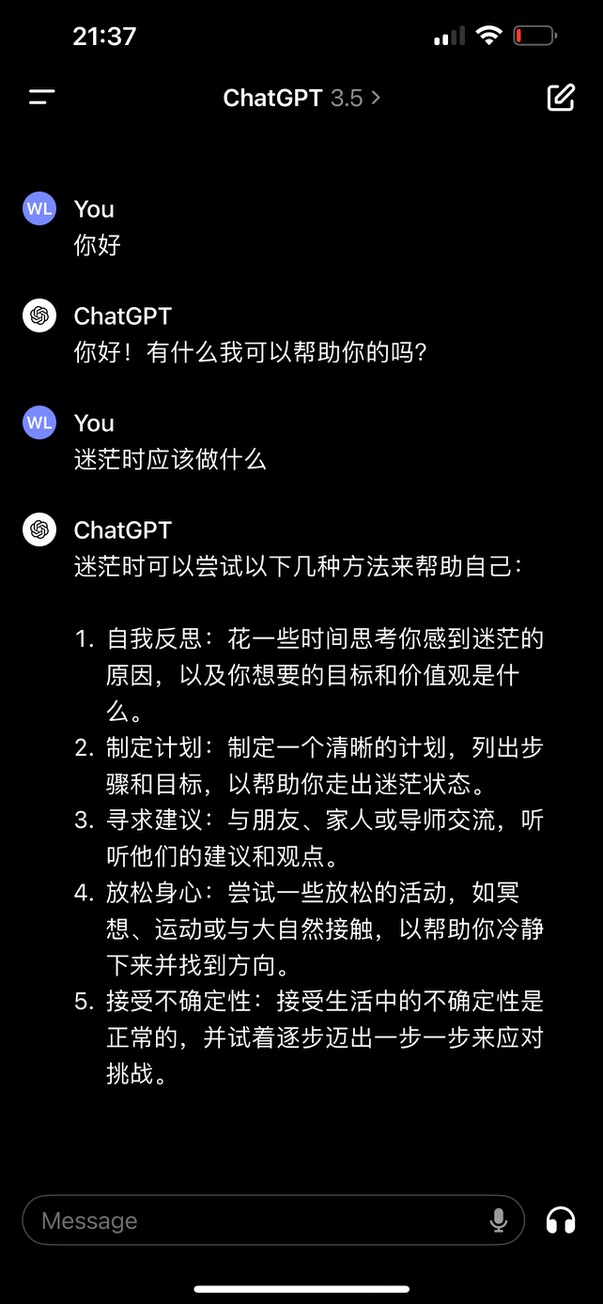 21:37
ChatGPT 3.5 >
WL You
你好
ChatGPT
你好！有什么我可以帮助你的吗？
WL You
迷茫时应该做什么
ChatGPT
迷茫时可以尝试以下几种方法来帮助自己：
1. 自我反思：花一些时间思考你感到迷茫的
原因，以及你想要的目标和价值观是什
么。
2. 制定计划：制定一个清晰的计划，列出步
骤和目标，以帮助你走出迷茫状态。
3. 寻求建议：与朋友、家人或导师交流，听
听他们的建议和观点。
4. 放松身心：尝试一些放松的活动，如冥
想、运动或与大自然接触，以帮助你冷静
下来并找到方向。
5. 接受不确定性：接受生活中的不确定性是
正常的，并试着逐步迈出一步一步来应对
挑战。
Message